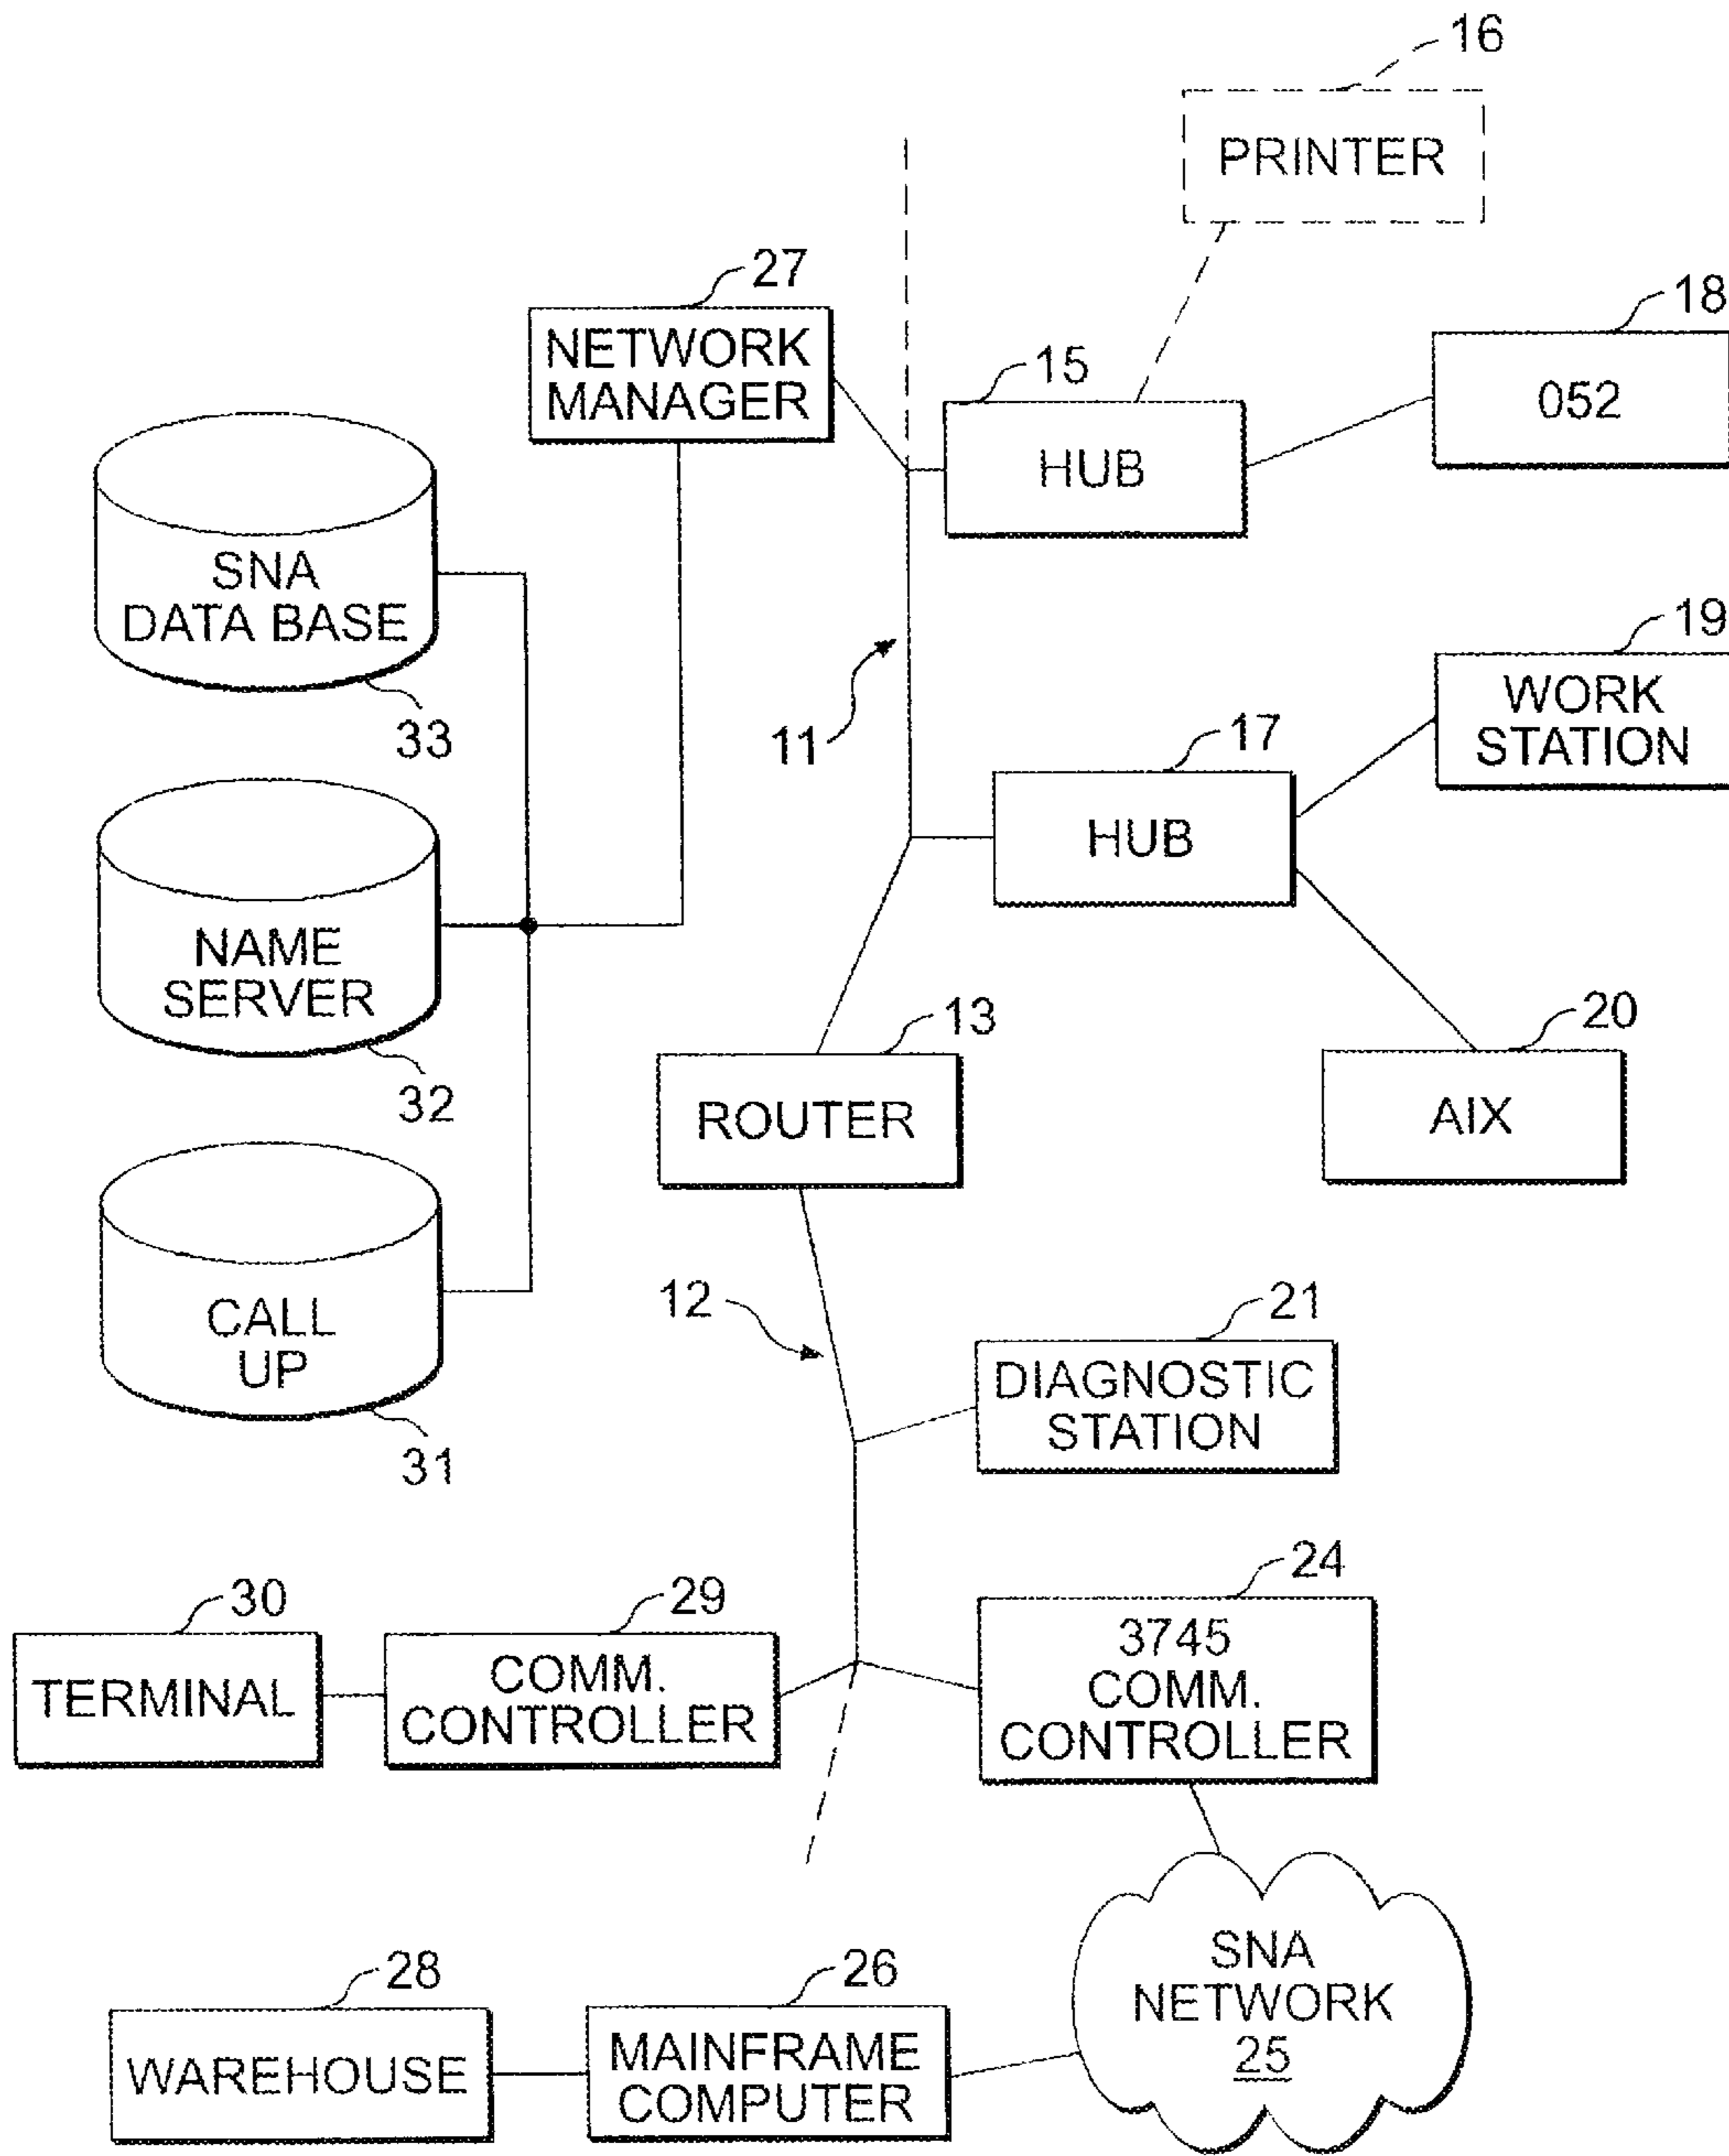 16
PRINTER
27
NETWORK
MANAGER
15
HUB
18
052
SNA
DATA BASE
33
11
17
HUB
19
WORK
STATION
NAME
SERVER
32
13
ROUTER
20
AIX
CALL
UP
31
12
21
DIAGNOSTIC
STATION
30
TERMINAL
29
COMM.
CONTROLLER
24
3745
COMM.
CONTROLLER
28
WAREHOUSE
26
MAINFRAME
COMPUTER
SNA
NETWORK
25